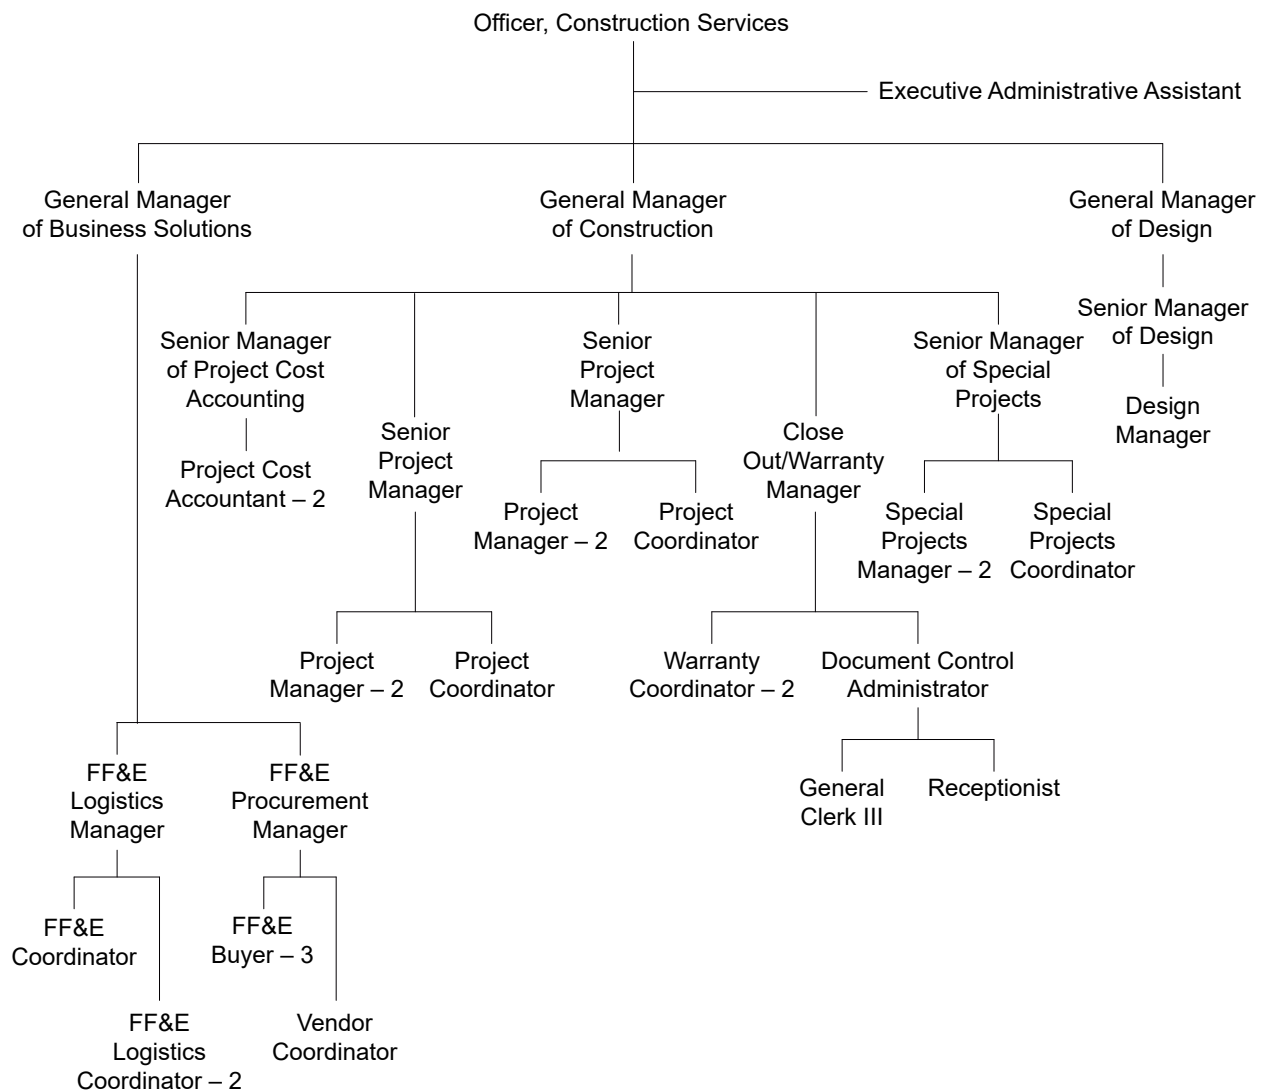 Officer, Construction Services
Executive Administrative Assistant
General Manager
of Business Solutions
General Manager
of Construction
General Manager
of Design
Senior Manager
of Design
Design
Manager
Senior Manager
of Project Cost
Accounting
Project Cost
Accountant – 2
Senior
Project
Manager
Project
Manager – 2
Project
Coordinator
Senior
Project
Manager
Project
Manager – 2
Project
Coordinator
Close
Out/Warranty
Manager
Warranty
Coordinator – 2
Document Control
Administrator
General
Clerk III
Receptionist
Senior Manager
of Special
Projects
Special
Projects
Manager – 2
Special
Projects
Coordinator
FF&E
Logistics
Manager
FF&E
Procurement
Manager
FF&E
Coordinator
FF&E
Logistics
Coordinator – 2
FF&E
Buyer – 3
Vendor
Coordinator